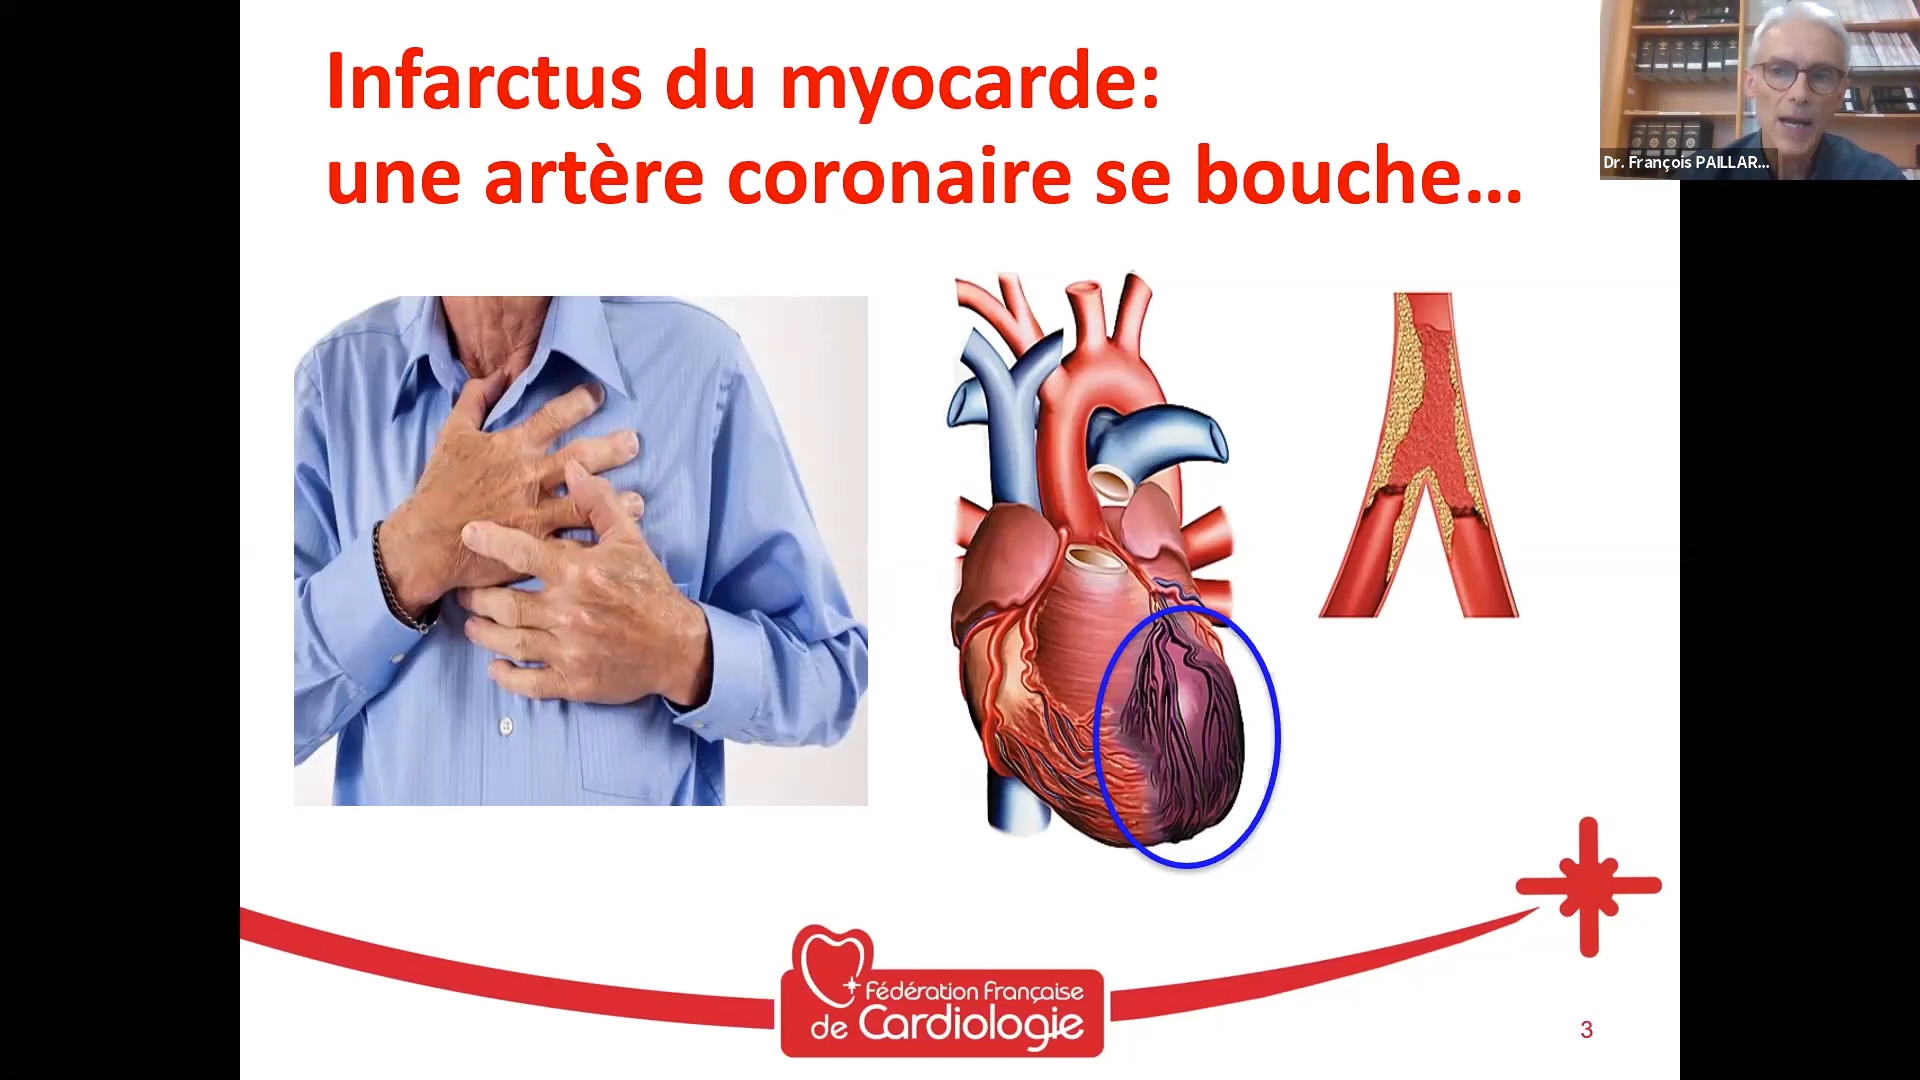 Infarctus du myocarde:
une artère coronaire se bouche...
Dr. François PAILLAR...
Fédération Française
de Cardiologie
3